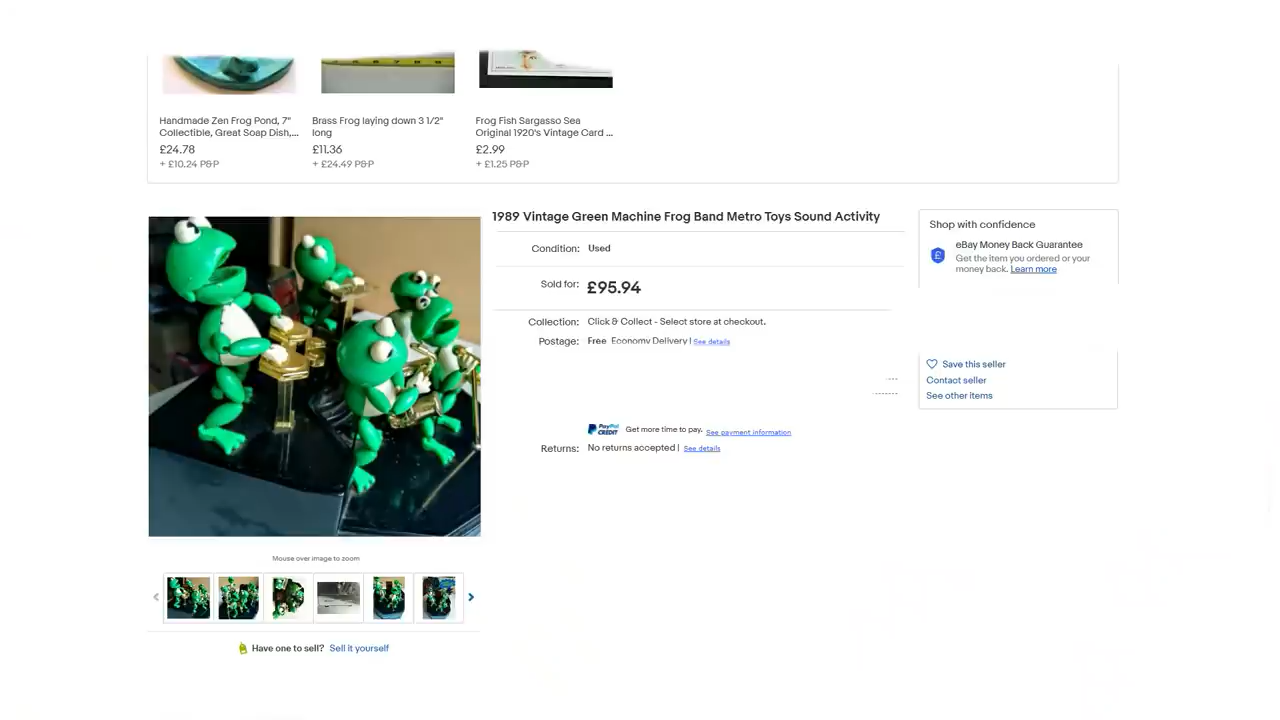 Handmade Zen Frog Pond, 7"
Collectible, Great Soap Dish,...
£24.78
+ £10.24 P&P
Brass Frog laying down 3 1/2"
long
£11.36
+ £24.49 P&P
Frog Fish Sargasso Sea
Original 1920's Vintage Card ...
£2.99
+ £1.25 P&P
1989 Vintage Green Machine Frog Band Metro Toys Sound Activity
Condition: Used
Sold for: £95.94
Collection: Click & Collect - Select store at checkout.
Postage: Free Economy Delivery | See details
PayPal CREDIT Get more time to pay. See payment information
Returns: No returns accepted | See details
Shop with confidence
eBay Money Back Guarantee
Get the item you ordered or your
money back. Learn more
Save this seller
Contact seller
See other items
Mouse over image to zoom
Have one to sell? Sell it yourself